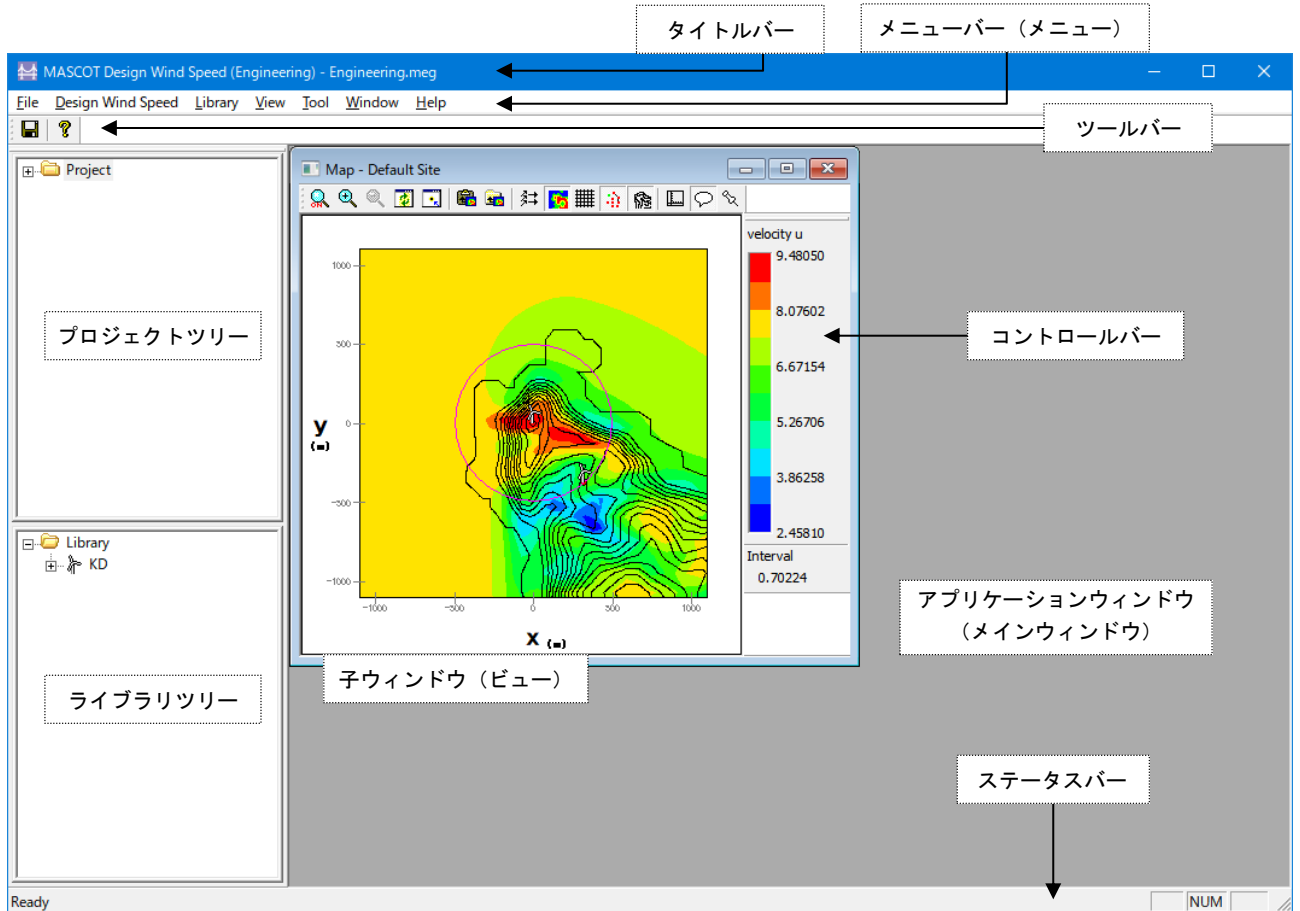 タイトルバー
メニューバー（メニュー）
MASCOT Design Wind Speed (Engineering) - Engineering.meg
File Design Wind Speed Library View Tool Window Help
ツールバー
Project
Map - Default Site
ON
velocity u
9.48050
8.07602
6.67154
5.26706
3.86258
2.45810
Interval
0.70224
1000
500
0
-500
-1000
y
(m)
-1000 -500 0 500 1000
x (m)
プロジェクトツリー
コントロールバー
Library
KD
アプリケーションウィンドウ
（メインウィンドウ）
子ウィンドウ（ビュー）
ライブラリツリー
ステータスバー
Ready
NUM